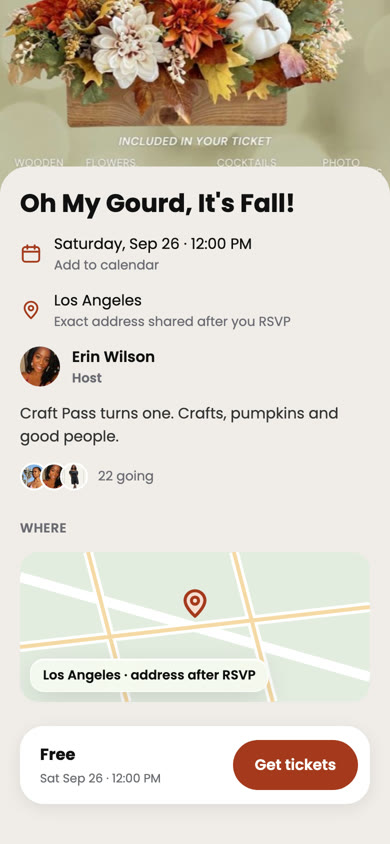 INCLUDED IN YOUR TICKET
WOODEN FLOWERS, COCKTAILS PHOTO
Oh My Gourd, It's Fall!
Saturday, Sep 26 · 12:00 PM
Add to calendar
Los Angeles
Exact address shared after you RSVP
Erin Wilson
Host
Craft Pass turns one. Crafts, pumpkins and
good people.
22 going
WHERE
Los Angeles · address after RSVP
Free
Sat Sep 26 · 12:00 PM
Get tickets